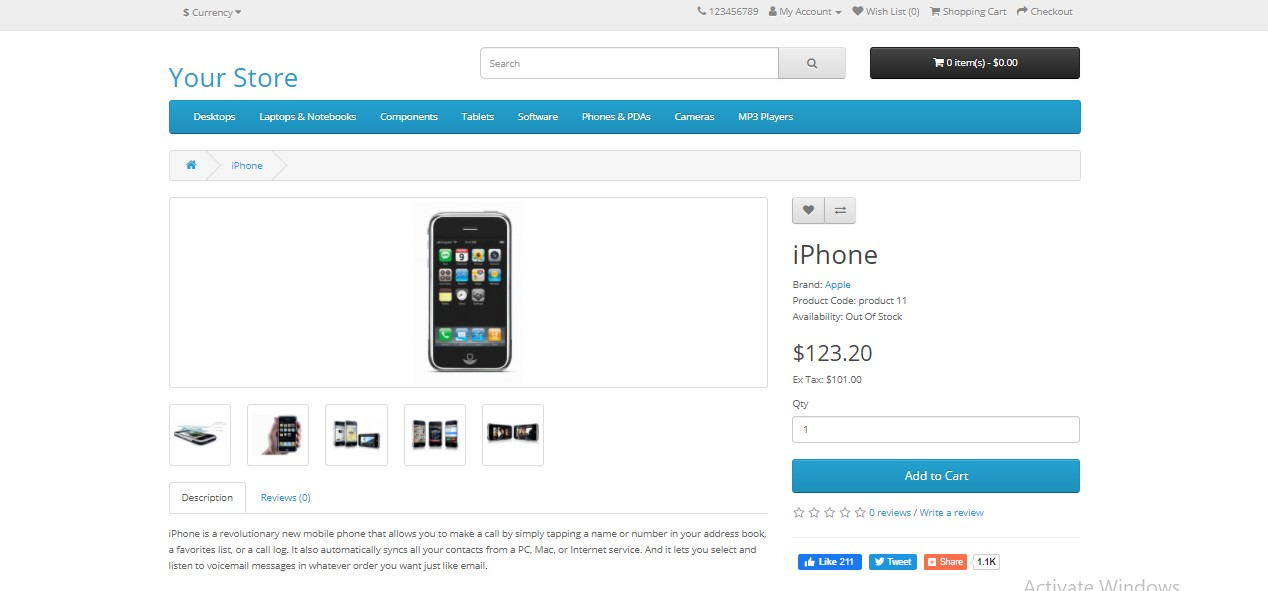 $ Currency
123456789 My Account Wish List (0) Shopping Cart Checkout
Your Store
Search
0 item(s) - $0.00
Desktops Laptops & Notebooks Components Tablets Software Phones & PDAs Cameras MP3 Players
iPhone
iPhone
Brand: Apple
Product Code: product 11
Availability: Out Of Stock
$123.20
Ex Tax: $101.00
Qty
1
Add to Cart
0 reviews / Write a review
Like 211 Tweet Share 1.1K
Description Reviews (0)
iPhone is a revolutionary new mobile phone that allows you to make a call by simply tapping a name or number in your address book,
a favorites list, or a call log. It also automatically syncs all your contacts from a PC, Mac, or Internet service. And it lets you select and
listen to voicemail messages in whatever order you want just like email.
Activate Windows